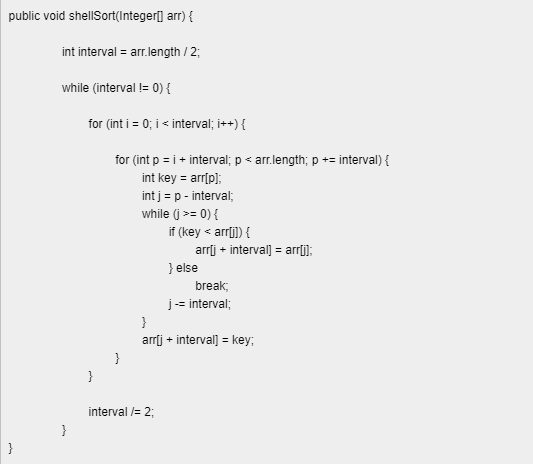 public void shellSort(Integer[] arr) {
int interval = arr.length / 2;
while (interval != 0) {
for (int i = 0; i < interval; i++) {
for (int p = i + interval; p < arr.length; p += interval) {
int key = arr[p];
int j = p - interval;
while (j >= 0) {
if (key < arr[j]) {
arr[j + interval] = arr[j];
} else
break;
j -= interval;
}
arr[j + interval] = key;
}
}
interval /= 2;
}
}